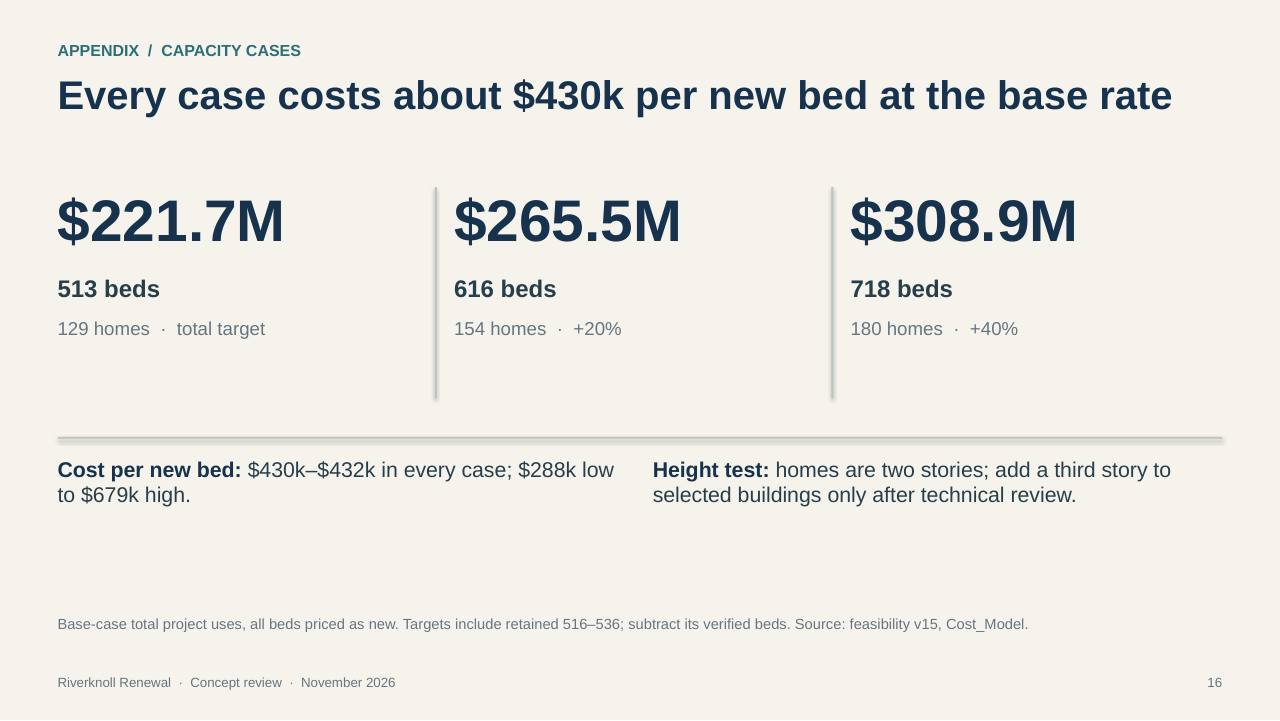 APPENDIX / CAPACITY CASES
Every case costs about $430k per new bed at the base rate
$221.7M
513 beds
129 homes · total target
$265.5M
616 beds
154 homes · +20%
$308.9M
718 beds
180 homes · +40%
Cost per new bed: $430k–$432k in every case; $288k low
to $679k high.
Height test: homes are two stories; add a third story to
selected buildings only after technical review.
Base-case total project uses, all beds priced as new. Targets include retained 516–536; subtract its verified beds. Source: feasibility v15, Cost_Model.
Riverknoll Renewal · Concept review · November 2026
16